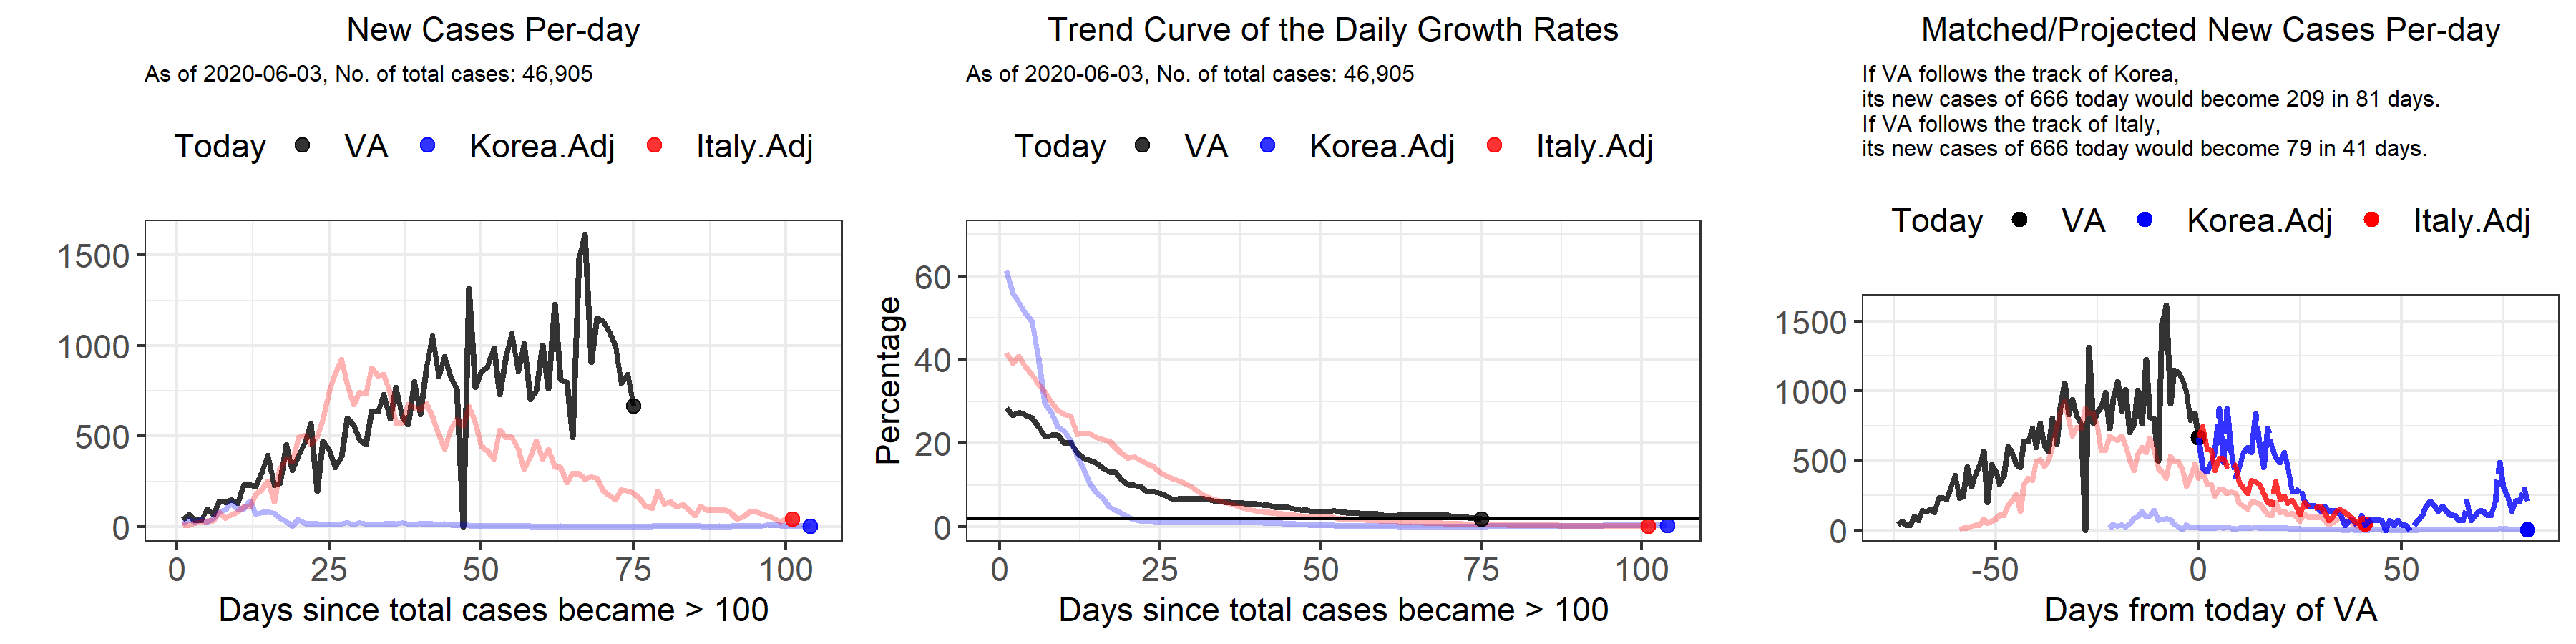 New Cases Per-day
As of 2020-06-03, No. of total cases: 46,905
Today VA Korea.Adj Italy.Adj
1500
1000
500
0
0 25 50 75 100
Days since total cases became > 100
Trend Curve of the Daily Growth Rates
As of 2020-06-03, No. of total cases: 46,905
Today VA Korea.Adj Italy.Adj
Percentage
60
40
20
0
0 25 50 75 100
Days since total cases became > 100
Matched/Projected New Cases Per-day
If VA follows the track of Korea,
its new cases of 666 today would become 209 in 81 days.
If VA follows the track of Italy,
its new cases of 666 today would become 79 in 41 days.
Today VA Korea.Adj Italy.Adj
1500
1000
500
0
-50 0 50
Days from today of VA